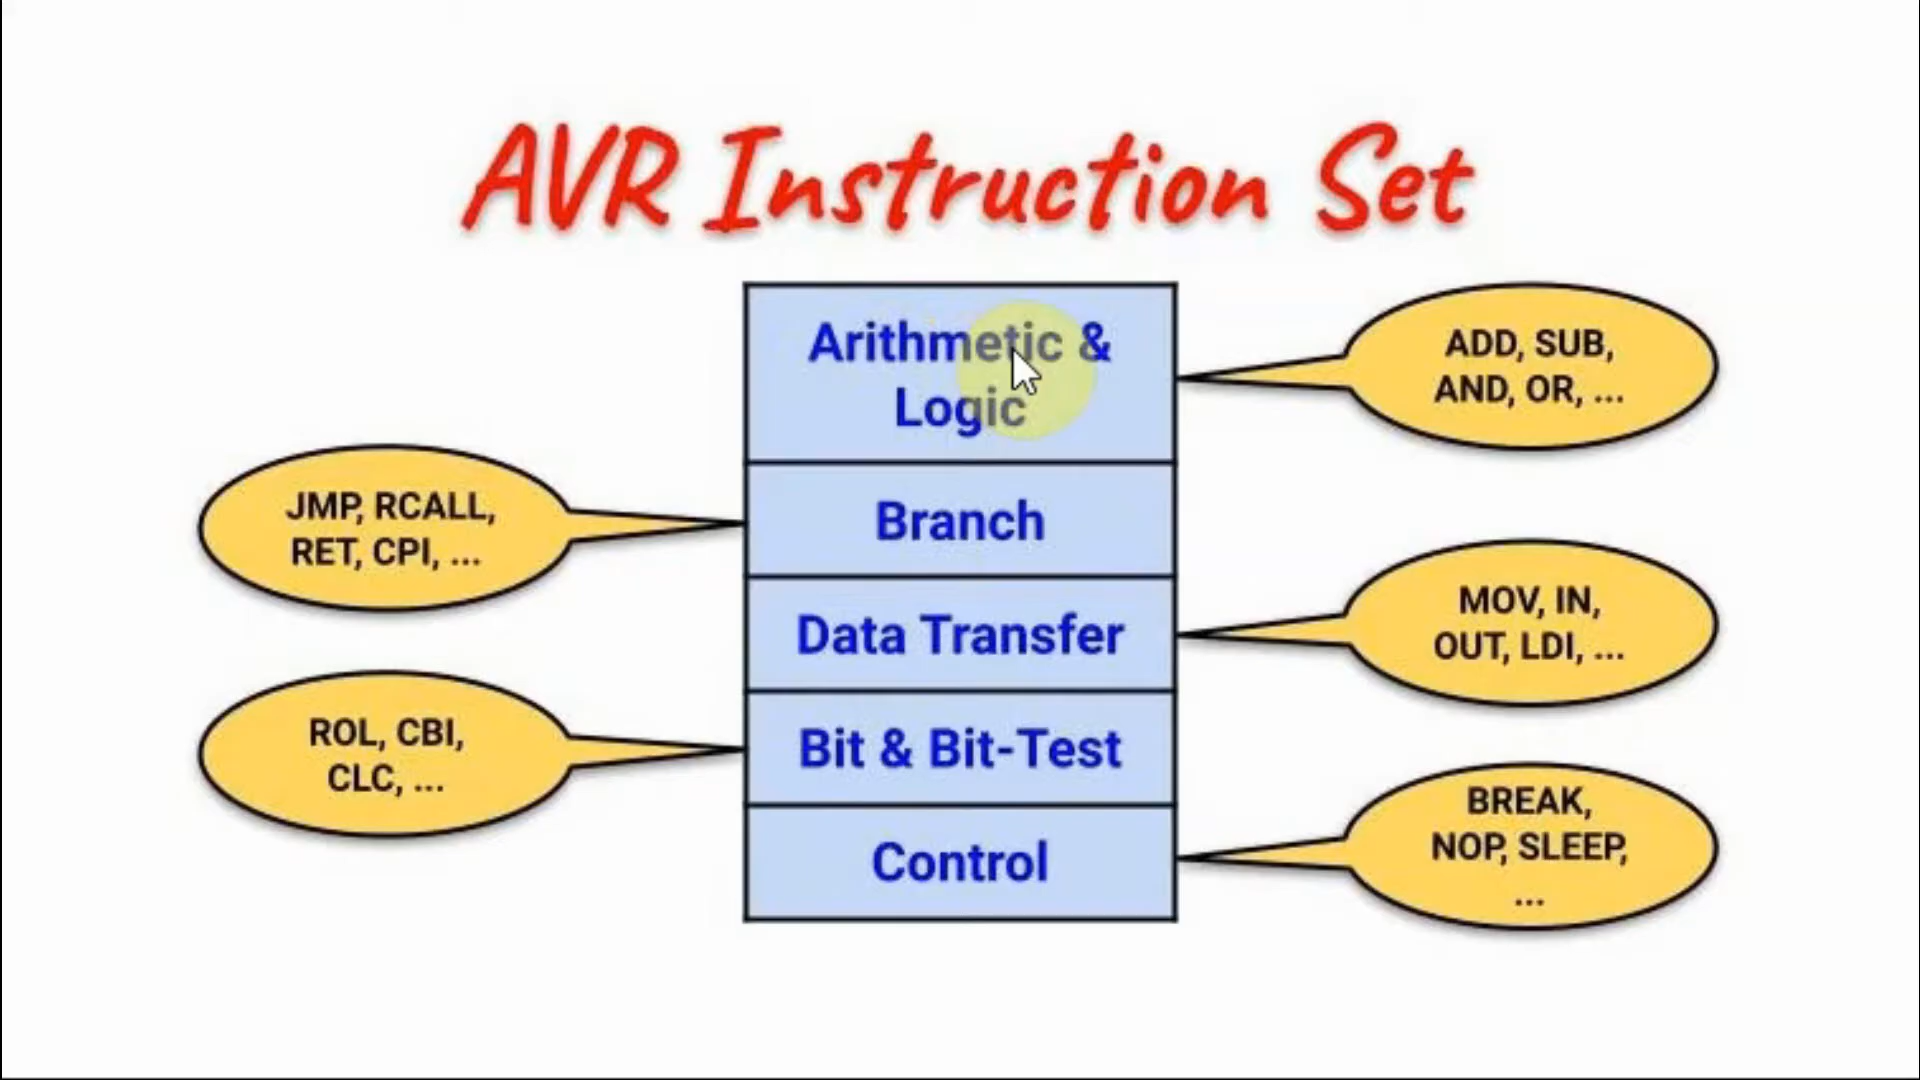 AVR Instruction Set
Arithmetic &
Logic
ADD, SUB,
AND, OR, ...
JMP, RCALL,
RET, CPI, ...
Branch
Data Transfer
MOV, IN,
OUT, LDI, ...
ROL, CBI,
CLC, ...
Bit & Bit-Test
Control
BREAK,
NOP, SLEEP,
...